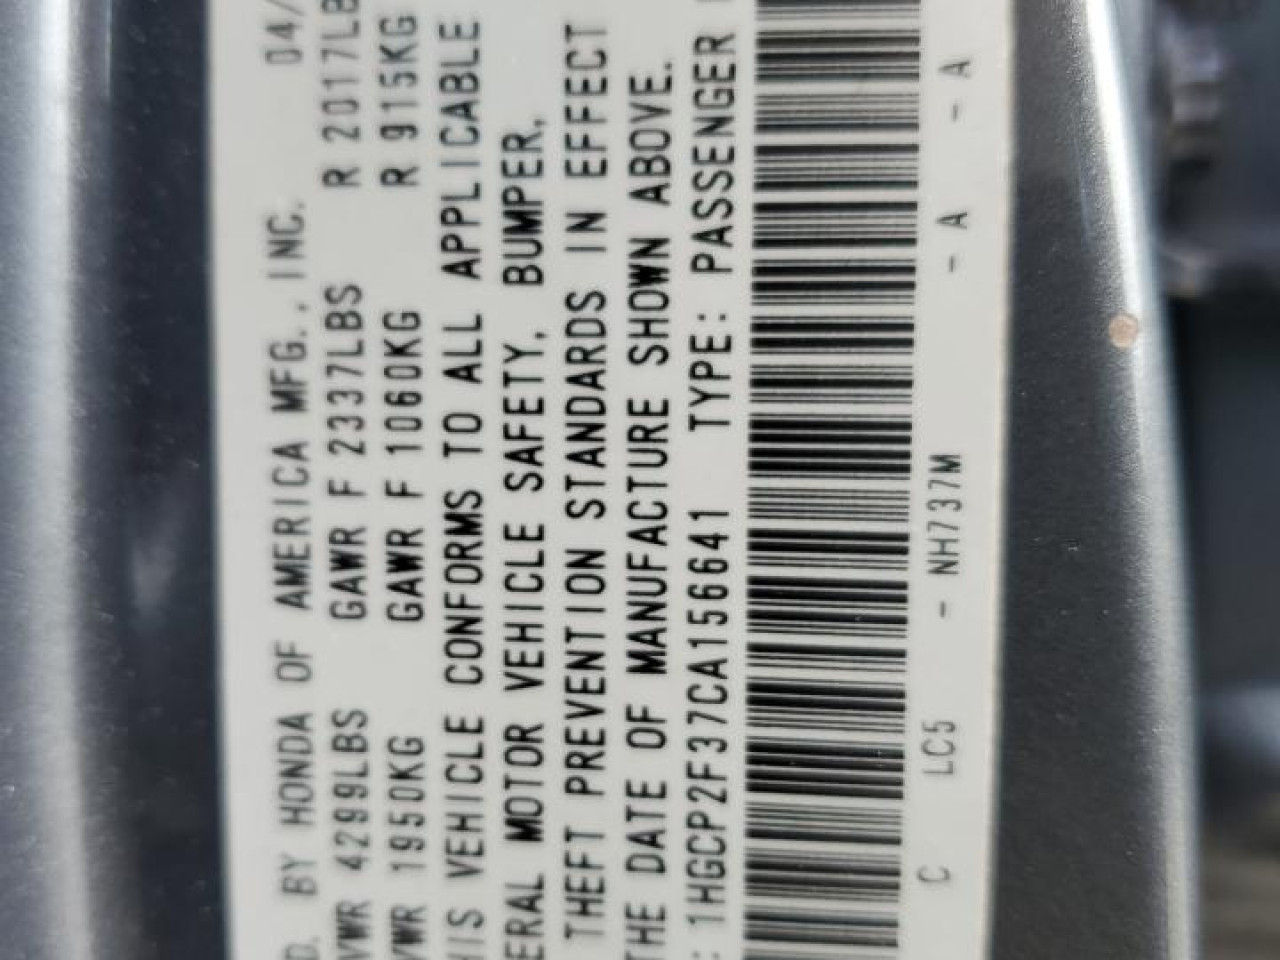 D. BY HONDA OF AMERICA MFG., INC. 04/
VWR 4299LBS GAWR F 2337LBS R 2017LB
VWR 1950KG GAWR F 1060KG R 915KG
HIS VEHICLE CONFORMS TO ALL APPLICABLE
ERAL MOTOR VEHICLE SAFETY, BUMPER,
THEFT PREVENTION STANDARDS IN EFFECT
THE DATE OF MANUFACTURE SHOWN ABOVE.
: 1HGCP2F37CA156641 TYPE: PASSENGER
C LC5 - NH737M - A - A